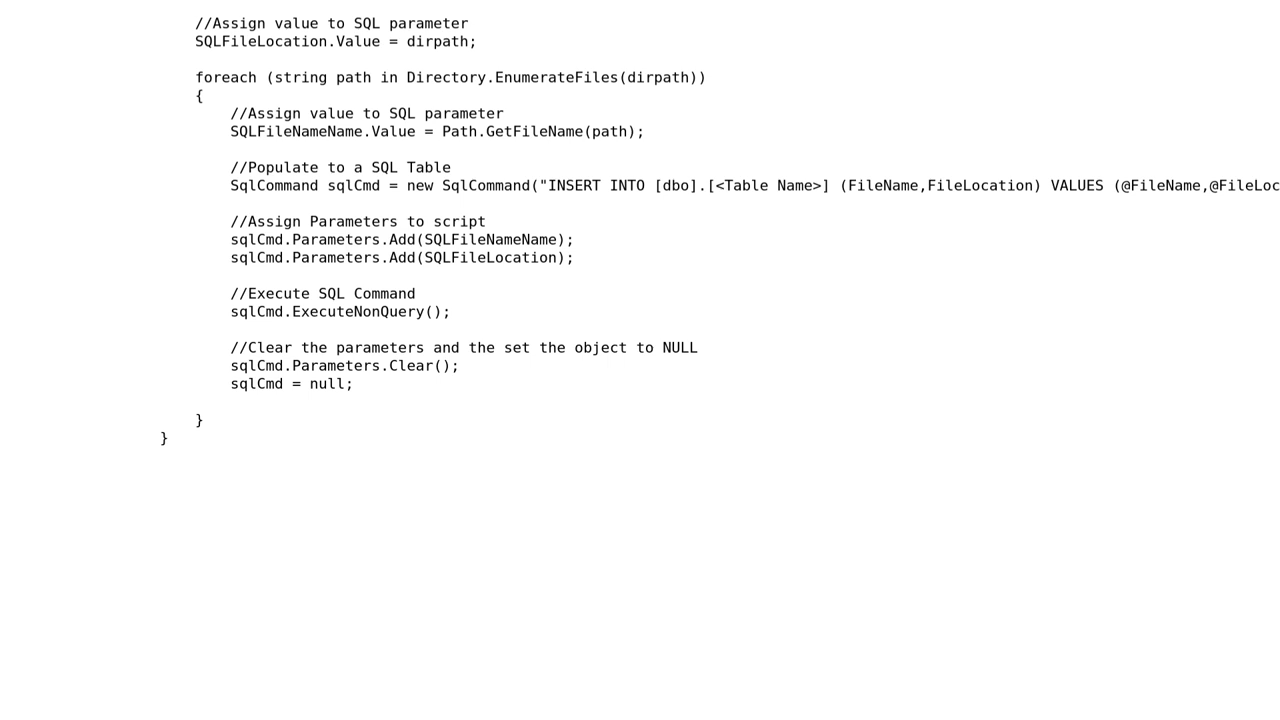 //Assign value to SQL parameter
SQLFileLocation.Value = dirpath;
foreach (string path in Directory.EnumerateFiles(dirpath))
{
//Assign value to SQL parameter
SQLFileNameName.Value = Path.GetFileName(path);
//Populate to a SQL Table
SqlCommand sqlCmd = new SqlCommand("INSERT INTO [dbo].[<Table Name>] (FileName,FileLocation) VALUES (@FileName,@FileLoc
//Assign Parameters to script
sqlCmd.Parameters.Add(SQLFileNameName);
sqlCmd.Parameters.Add(SQLFileLocation);
//Execute SQL Command
sqlCmd.ExecuteNonQuery();
//Clear the parameters and the set the object to NULL
sqlCmd.Parameters.Clear();
sqlCmd = null;
}
}